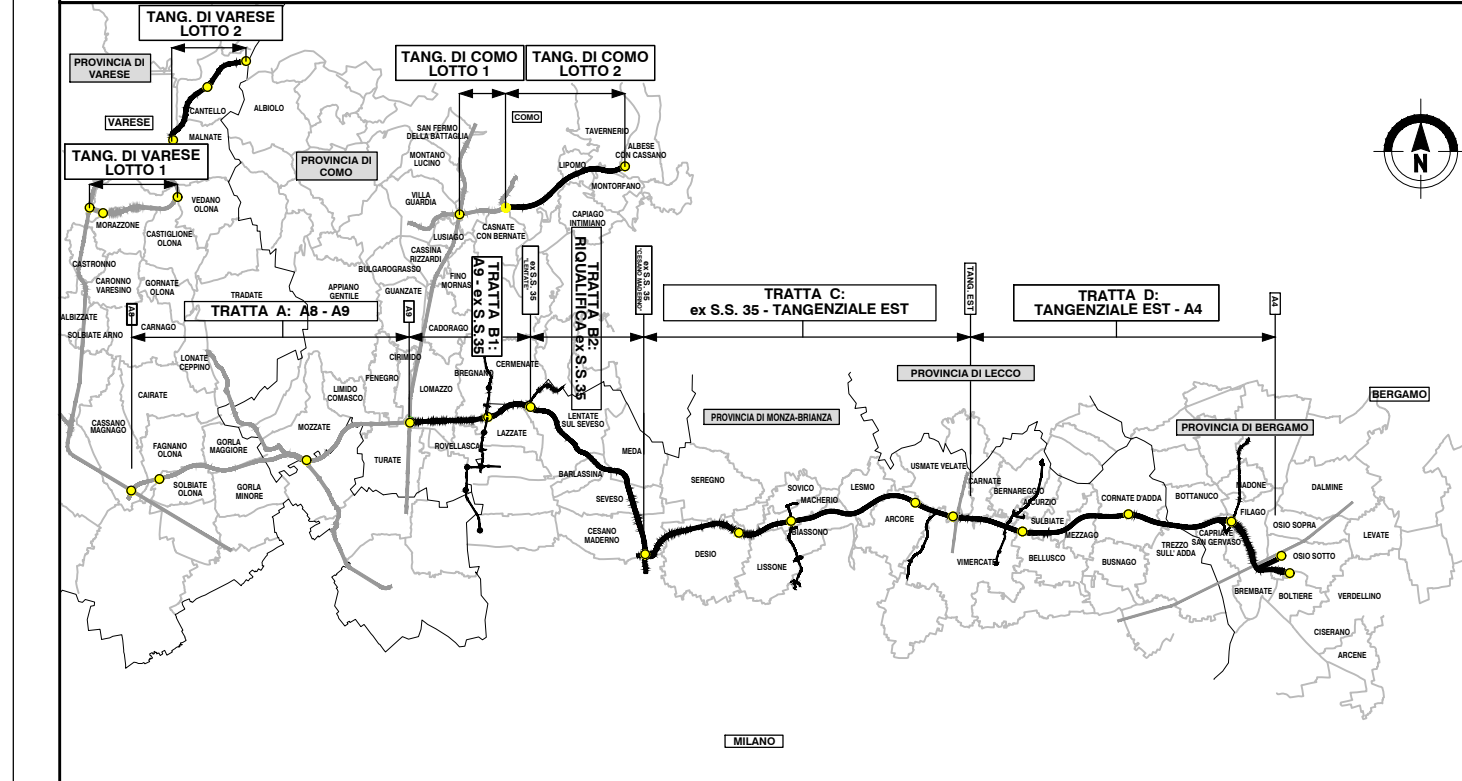 TANG. DI VARESE
LOTTO 2
PROVINCIA DI
VARESE
CANTELLO
ALBIOLO
VARESE
MALNATE
TANG. DI VARESE
LOTTO 1
VEDANO
OLONA
MORAZZONE
CASTIGLIONE
OLONA
PROVINCIA DI
COMO
TANG. DI COMO
LOTTO 1
TANG. DI COMO
LOTTO 2
COMO
SAN FERMO
DELLA BATTAGLIA
MONTANO
LUCINO
VILLA
GUARDIA
TAVERNERIO
ALBESE
CON CASSANO
LIPOMO
MONTORFANO
CAPIAGO
INTIMIANO
LUSIAGO
CASNATE
CON BERNATE
CASSINA
RIZZARDI
BULGAROGRASSO
FINO
MORNAS
GUANZATE
N
CASTRONNO
CARONNO
VARESINO
GORNATE
OLONA
TRADATE
APPIANO
GENTILE
ALBIZZATE
SOLBIATE ARNO
CARNAGO
A8
TRATTA A: A8 - A9
A9
TRATTA B1:
A9 - ex S.S.35
ex S.S. 35
"LENTATE"
TRATTA B2:
RIQUALIFICA ex S.S.35
ex S.S. 35
"CESANO MADERNO"
TRATTA C:
ex S.S. 35 - TANGENZIALE EST
TANG. EST
TRATTA D:
TANGENZIALE EST - A4
A4
CADORAGO
CIRIMIDO
BREGNANO
CERMENATE
FENEGRO
LOMAZZO
LONATE
CEPPINO
LIMIDO
COMASCO
CAIRATE
MOZZATE
CASSANO
MAGNAGO
FAGNANO
OLONA
GORLA
MAGGIORE
SOLBIATE
OLONA
GORLA
MINORE
TURATE
ROVELLASCA
LAZZATE
LENTATE
SUL SEVESO
MEDA
BARLASSINA
SEVESO
CESANO
MADERNO
PROVINCIA DI LECCO
PROVINCIA DI MONZA-BRIANZA
PROVINCIA DI BERGAMO
BERGAMO
SEREGNO
SOVICO
MACHERIO
LESMO
BIASSONO
DESIO
LISSONE
ARCORE
USMATE VELATE
CARNATE
BERNAREGGIO
AICURZIO
SULBIATE
MEZZAGO
VIMERCATE
BELLUSCO
CORNATE D'ADDA
BUSNAGO
TREZZO
SULL' ADDA
BOTTANUCO
MADONE
FILAGO
CAPRIATE
SAN GERVASO
DALMINE
OSIO SOPRA
OSIO SOTTO
LEVATE
BREMBATE
BOLTIERE
VERDELLINO
CISERANO
ARCENE
MILANO